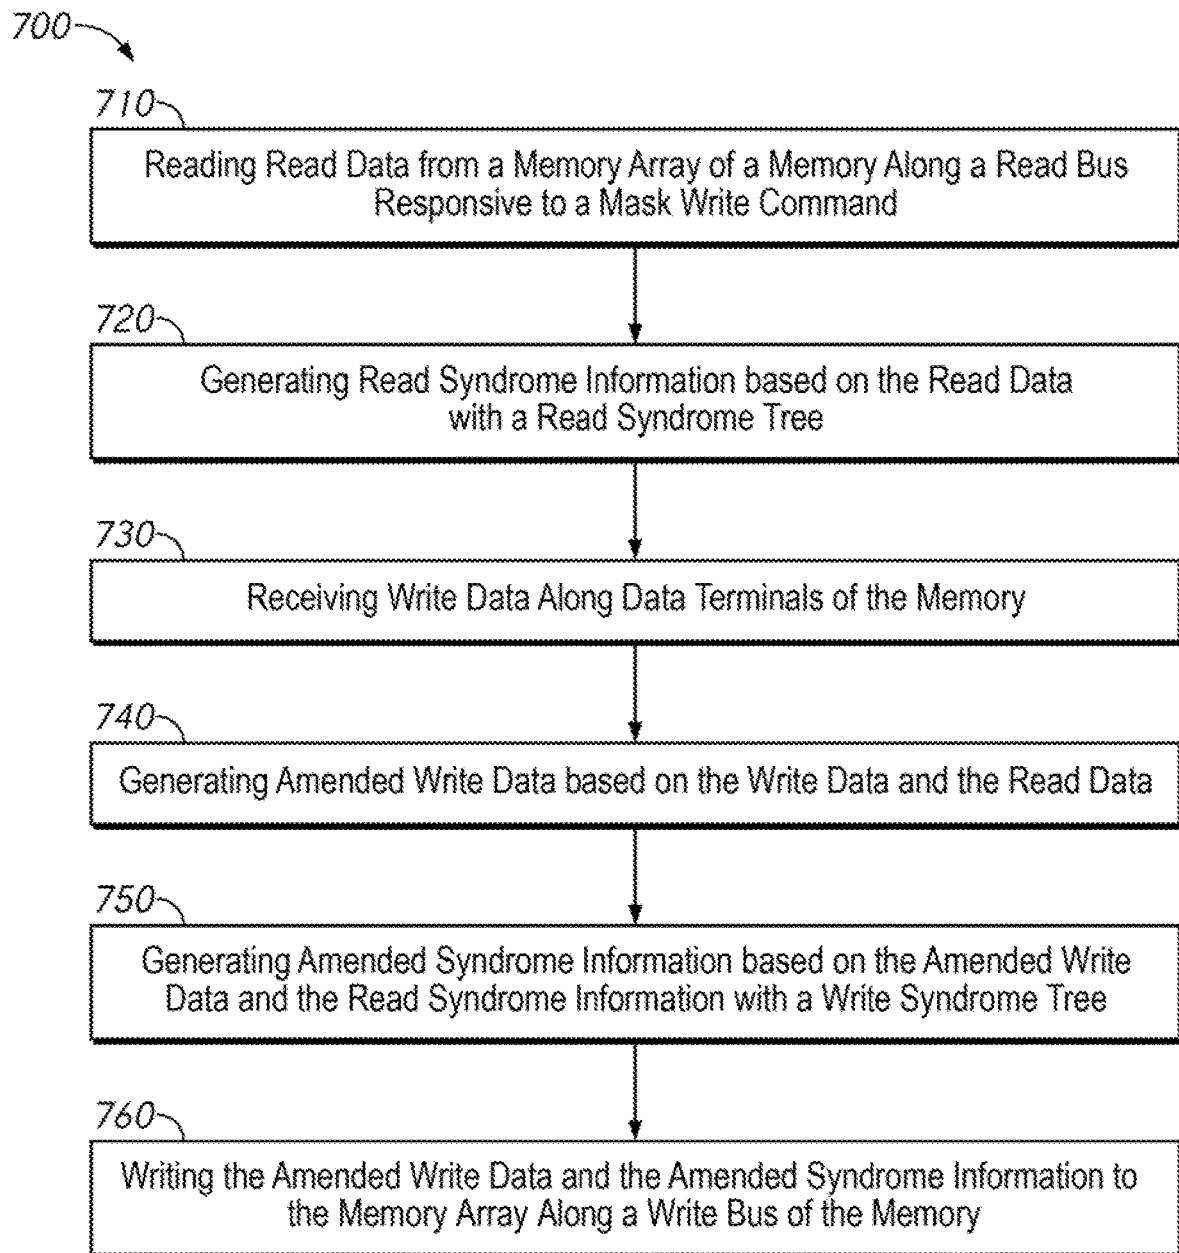 700
710
Reading Read Data from a Memory Array of a Memory Along a Read Bus
Responsive to a Mask Write Command
720
Generating Read Syndrome Information based on the Read Data
with a Read Syndrome Tree
730
Receiving Write Data Along Data Terminals of the Memory
740
Generating Amended Write Data based on the Write Data and the Read Data
750
Generating Amended Syndrome Information based on the Amended Write
Data and the Read Syndrome Information with a Write Syndrome Tree
760
Writing the Amended Write Data and the Amended Syndrome Information to
the Memory Array Along a Write Bus of the Memory